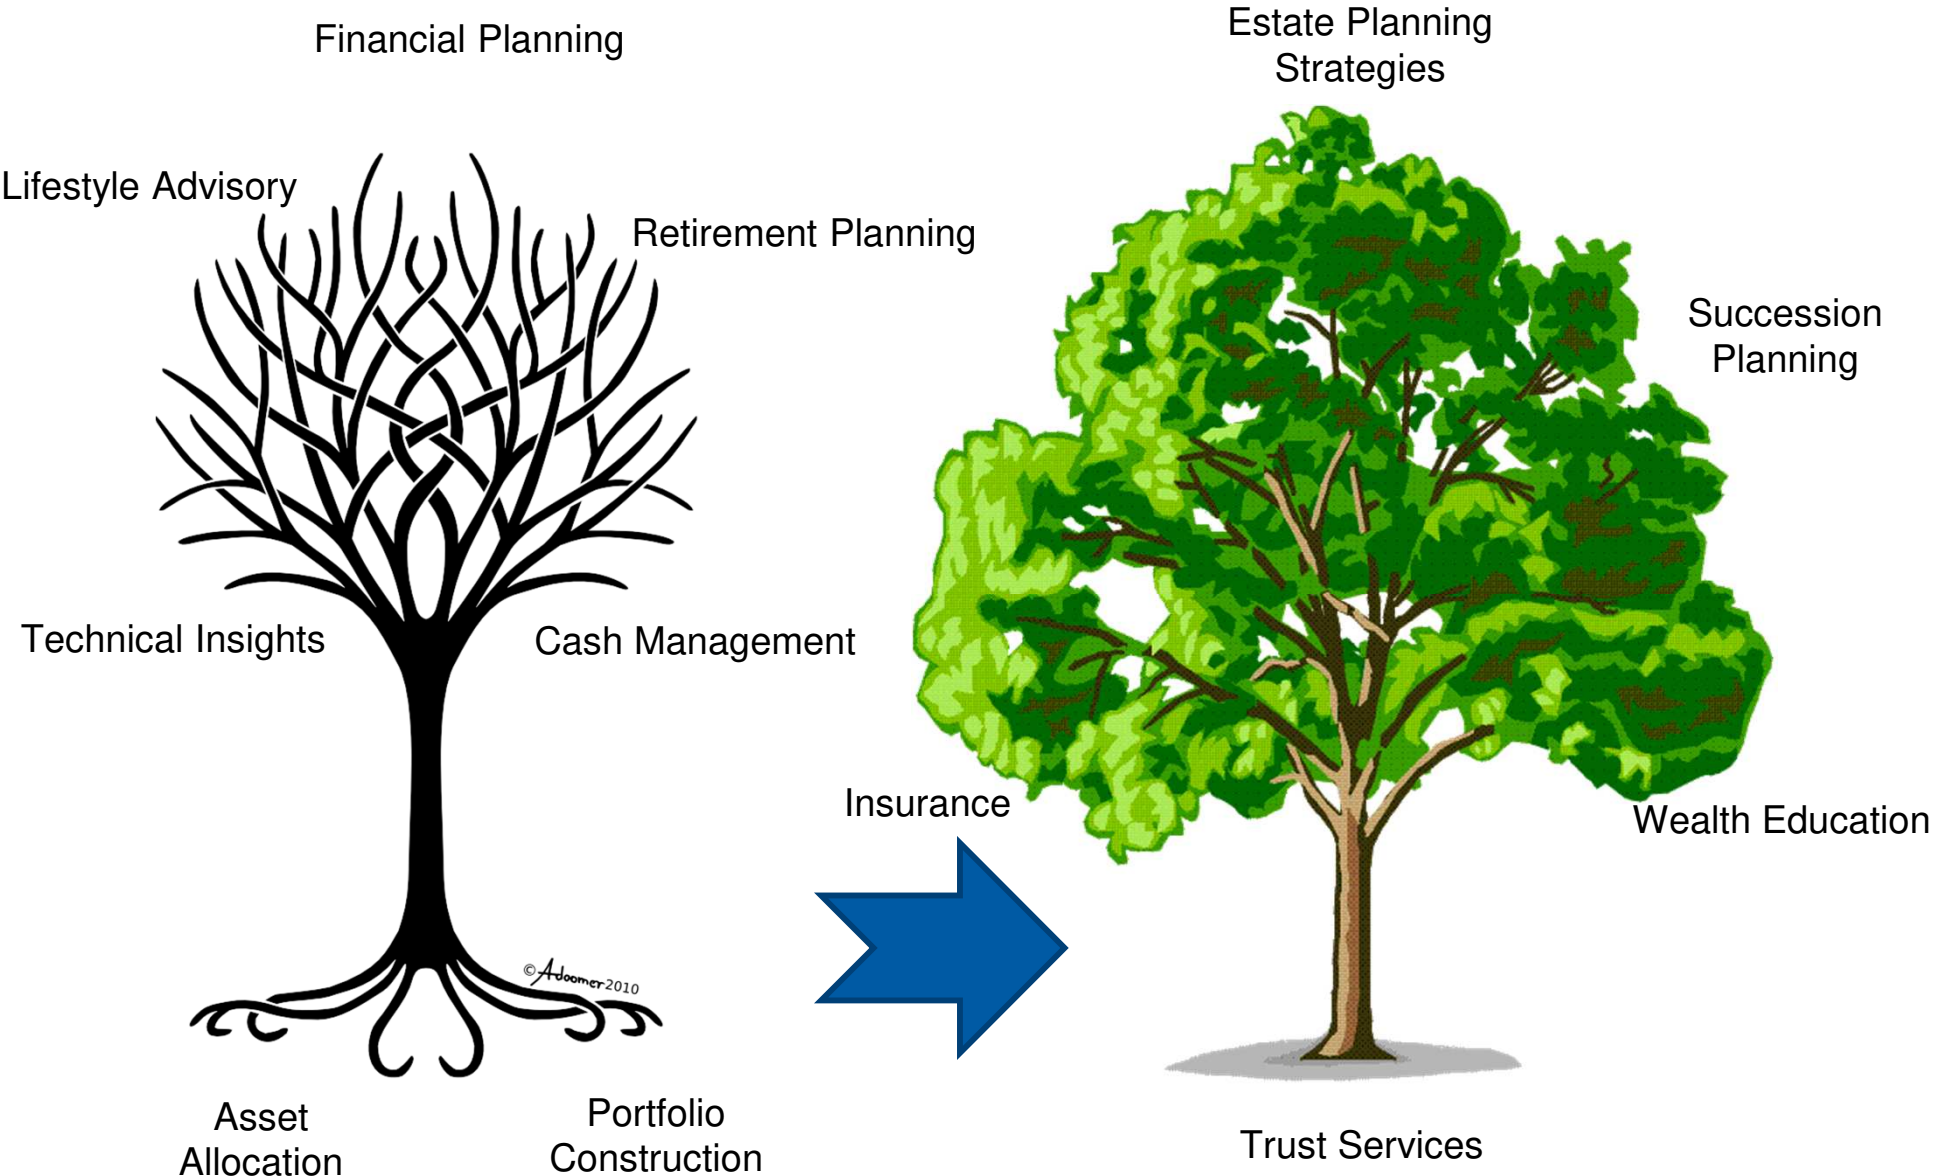 Financial Planning
Lifestyle Advisory
Retirement Planning
Technical Insights
Cash Management
©Adoomer2010
Asset
Allocation
Portfolio
Construction
Estate Planning
Strategies
Succession
Planning
Insurance
Wealth Education
Trust Services